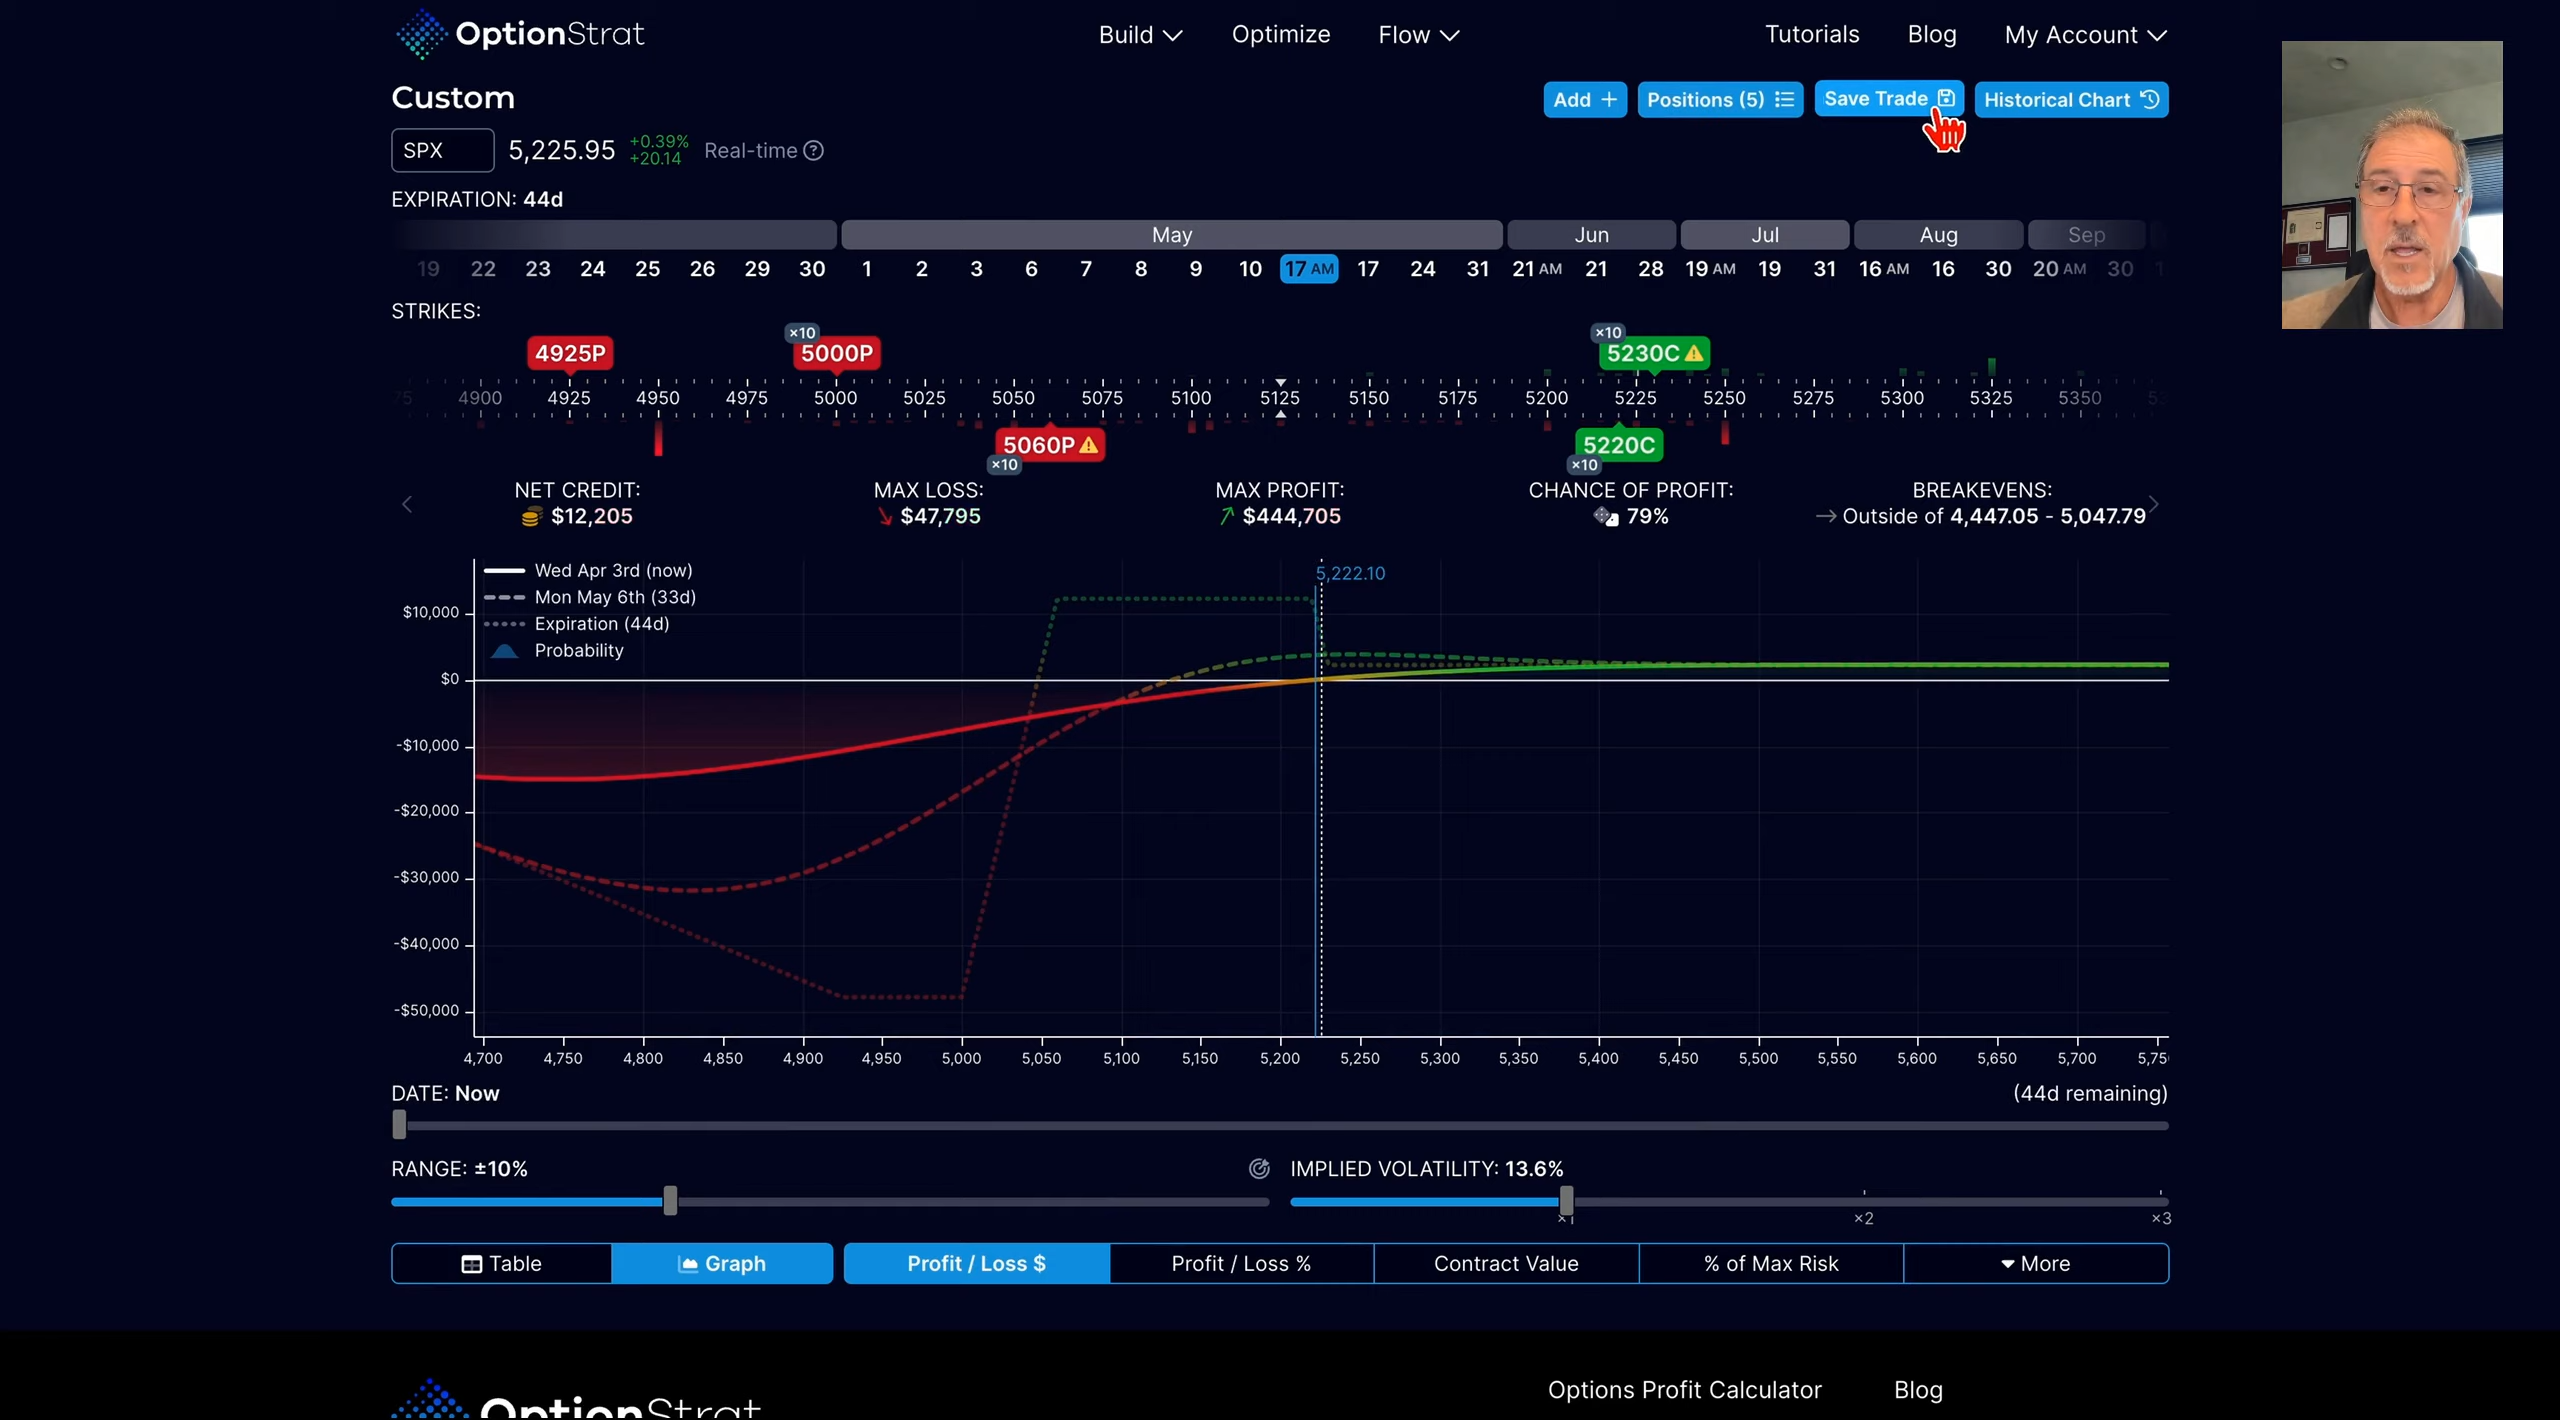 OptionStrat
Build
Optimize
Flow
Tutorials
Blog
My Account
Custom
Add +
Positions (5)
Save Trade
Historical Chart
SPX
5,225.95
+0.39%
+20.14
Real-time ?
EXPIRATION: 44d
May
Jun
Jul
Aug
Sep
19 22 23 24 25 26 29 30 1 2 3 6 7 8 9 10 17 AM 17 24 31 21 AM 21 28 19 AM 19 31 16 AM 16 30 20 AM 30
STRIKES:
×10
×10
4925P
5000P
5230C
75 4900 4925 4950 4975 5000 5025 5050 5075 5100 5125 5150 5175 5200 5225 5250 5275 5300 5325 5350
5060P
5220C
×10
×10
NET CREDIT:
$12,205
MAX LOSS:
$47,795
MAX PROFIT:
$444,705
CHANCE OF PROFIT:
79%
BREAKEVENS:
→ Outside of 4,447.05 - 5,047.79
Wed Apr 3rd (now)
Mon May 6th (33d)
Expiration (44d)
Probability
5,222.10
$10,000
$0
-$10,000
-$20,000
-$30,000
-$40,000
-$50,000
4,700 4,750 4,800 4,850 4,900 4,950 5,000 5,050 5,100 5,150 5,200 5,250 5,300 5,350 5,400 5,450 5,500 5,550 5,600 5,650 5,700
DATE: Now
(44d remaining)
RANGE: ±10%
IMPLIED VOLATILITY: 13.6%
×1
×2
×3
Table
Graph
Profit / Loss $
Profit / Loss %
Contract Value
% of Max Risk
More
Options Profit Calculator
Blog
OptionStrat